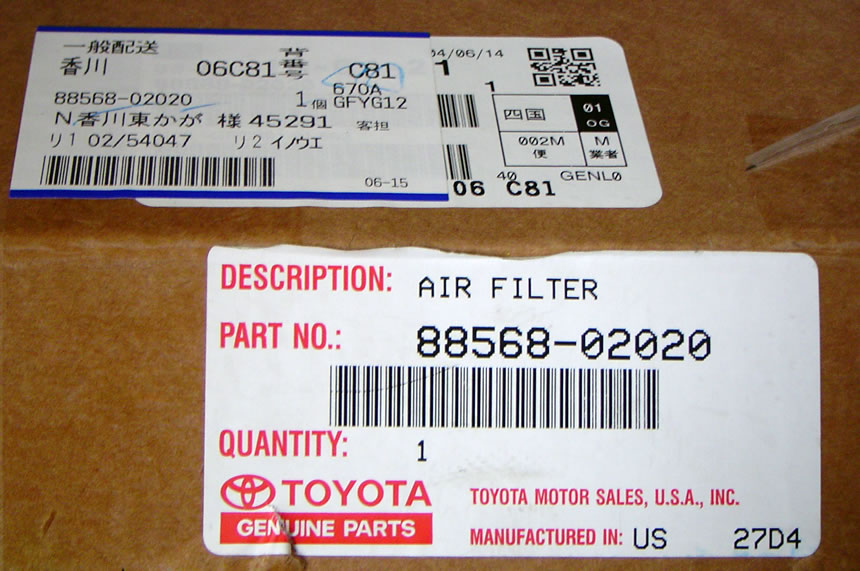 一般配送
香川 06C81 背番号 C81
670A
88568-02020 1個 GFYG12
N.香川東かが 様 45291 客担
リ1 02/54047 リ2 イノウエ
06-15
4/06/14
1
1
四国 01
OG
002M 便 M 業者
40 GENL0
06 C81
DESCRIPTION: AIR FILTER
PART NO.: 88568-02020
QUANTITY: 1
TOYOTA
GENUINE PARTS
TOYOTA MOTOR SALES, U.S.A., INC.
MANUFACTURED IN: US 27D4